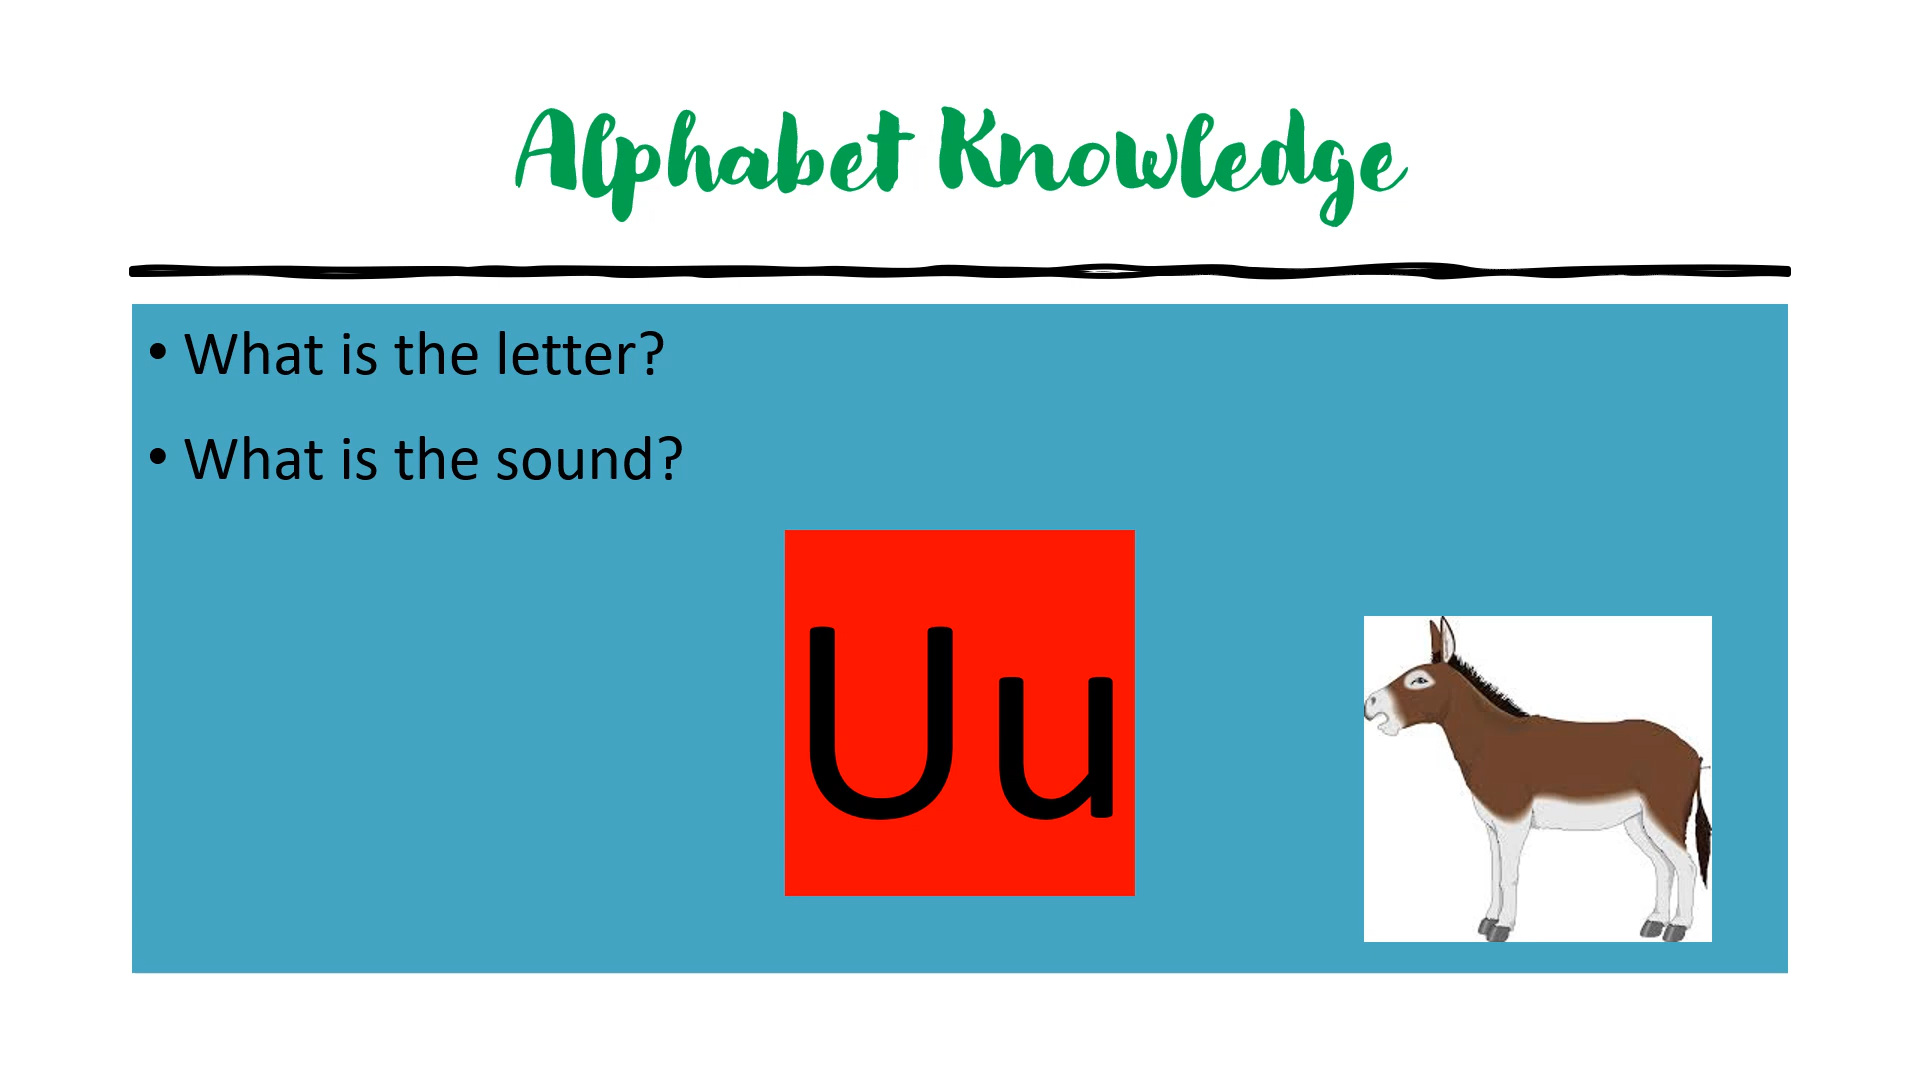 Alphabet Knowledge
• What is the letter?
• What is the sound?
Uu